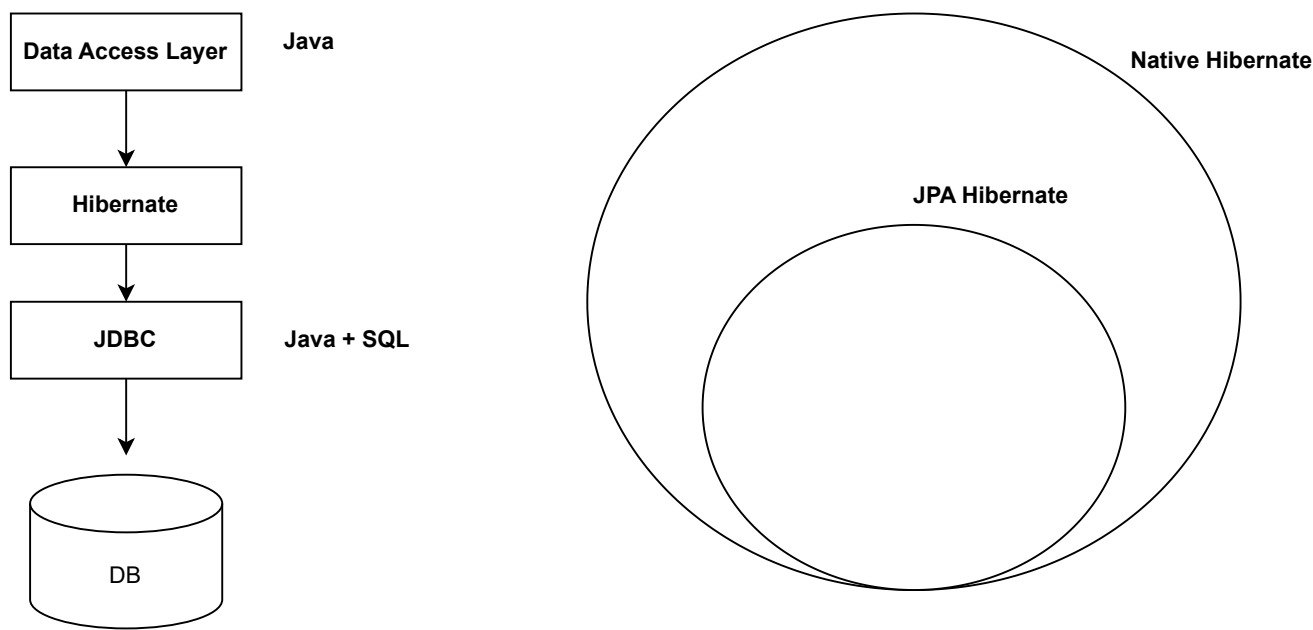 Data Access Layer
Java
Hibernate
JDBC
Java + SQL
DB
Native Hibernate
JPA Hibernate